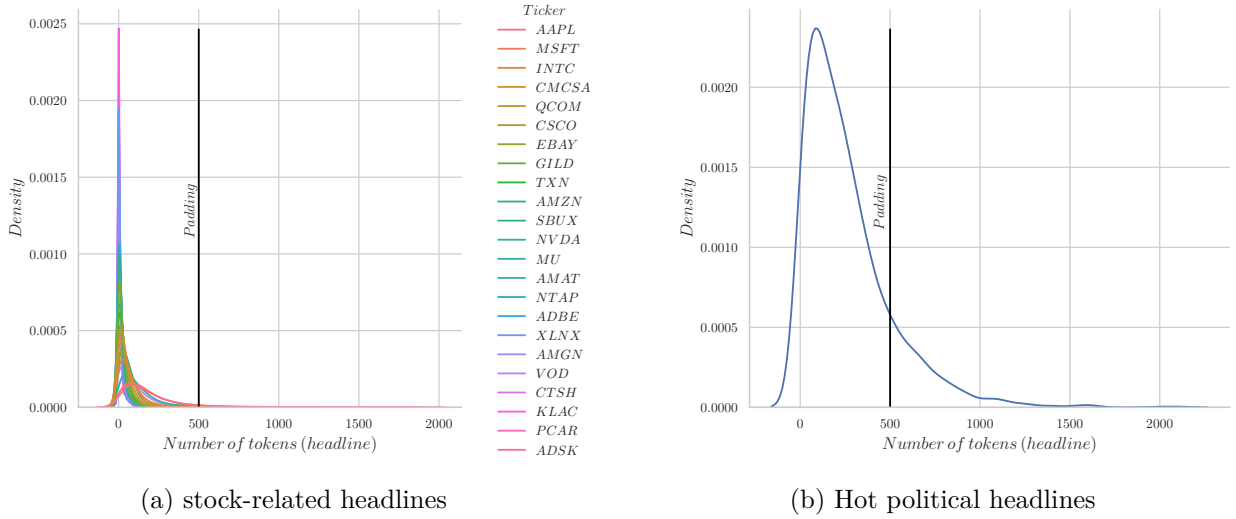 Ticker
AAPL
MSFT
INTC
CMCSA
QCOM
CSCO
EBAY
GILD
TXN
AMZN
SBUX
NVDA
MU
AMAT
NTAP
ADBE
XLNX
AMGN
VOD
CTSH
KLAC
PCAR
ADSK
0.0025
0.0020
0.0015
0.0010
0.0005
0.0000
Density
Padding
0
500
1000
1500
2000
Number of tokens (headline)
(a) stock-related headlines
0.0020
0.0015
0.0010
0.0005
0.0000
Density
Padding
0
500
1000
1500
2000
Number of tokens (headline)
(b) Hot political headlines